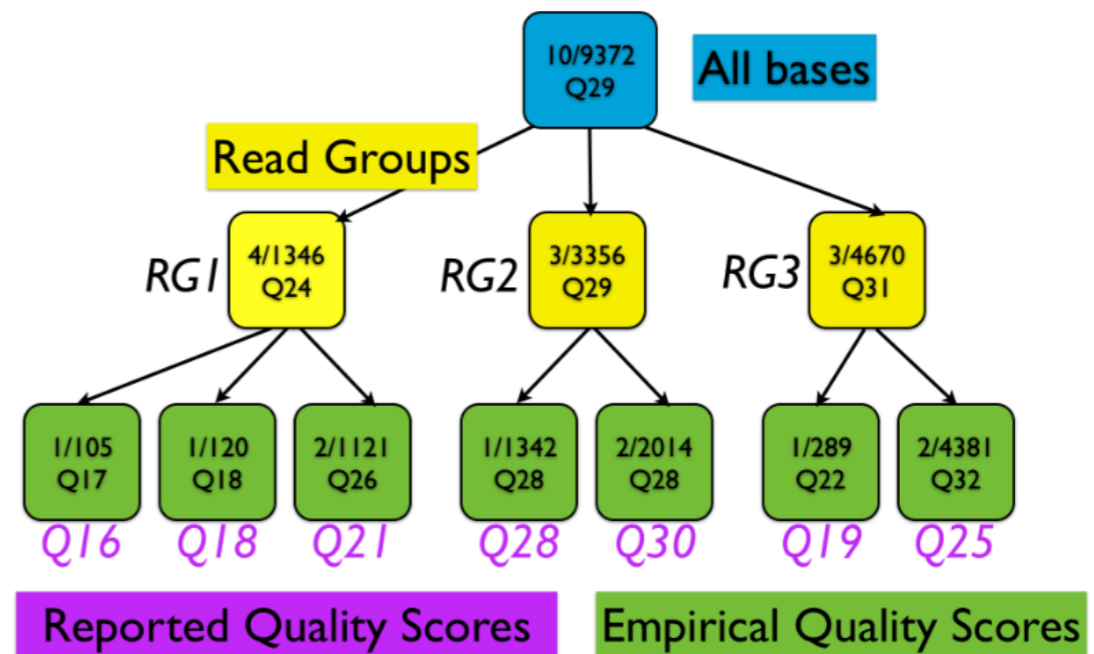 10/9372
Q29
All bases
Read Groups
RG1
4/1346
Q24
RG2
3/3356
Q29
RG3
3/4670
Q31
1/105
Q17
1/120
Q18
2/1121
Q26
1/1342
Q28
2/2014
Q28
1/289
Q22
2/4381
Q32
Q16
Q18
Q21
Q28
Q30
Q19
Q25
Reported Quality Scores
Empirical Quality Scores